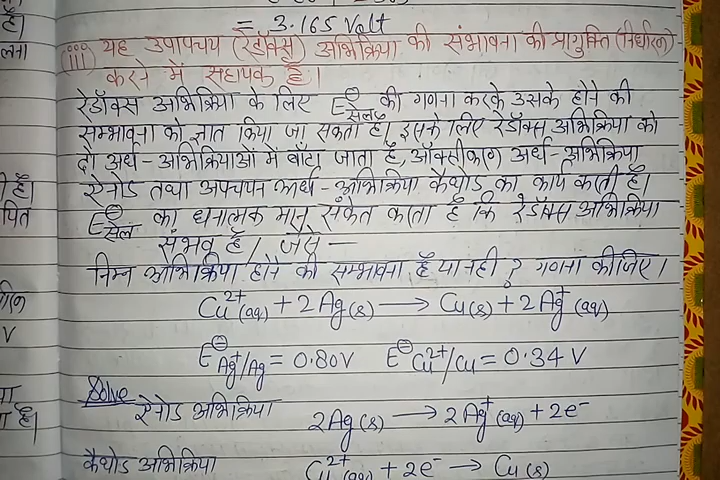 = 3.165 Volt
(iii) यह उपापचय (रेडॉक्स) अभिक्रिया की संभावना की प्रागुक्ति (निर्धारन)
करने में सहायक है।
रेडॉक्स अभिक्रिया के लिए E⊖सेल की गणना करके उसके होने की
सम्भावना को ज्ञात किया जा सकता है। इसके लिए रेडॉक्स अभिक्रिया को
दो अर्ध-अभिक्रियाओं में बाँटा जाता है, ऑक्सीकरण अर्ध-अभिक्रिया
ऐनोड तथा अपचयन अर्ध-अभिक्रिया कैथोड का कार्य करती है।
E⊖सेल का धनात्मक मान संकेत करता है कि रेडॉक्स अभिक्रिया
संभव है। जैसे —
निम्न अभिक्रिया होने की सम्भावना है या नही ? गणना कीजिए।
Cu²⁺(aq) + 2Ag(s) → Cu(s) + 2Ag⁺(aq)
E⊖Ag⁺/Ag = 0.80V E⊖Cu²⁺/Cu = 0.34 V
Solve
ऐनोड अभिक्रिया 2Ag(s) → 2Ag⁺(aq) + 2e⁻
कैथोड अभिक्रिया Cu²⁺(aq) + 2e⁻ → Cu(s)